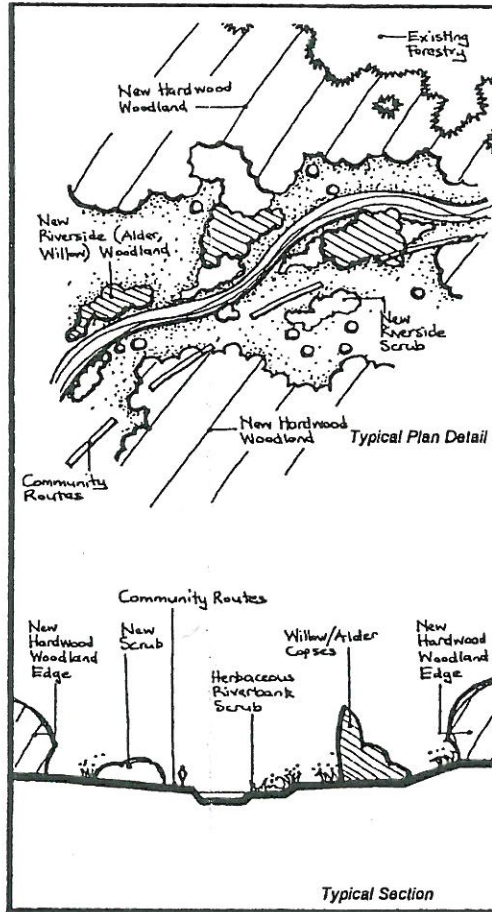 Existing
Forestry
New Hardwood
Woodland
New
Riverside (Alder,
Willow) Woodland
New
Riverside
Scrub
New Hardwood
Woodland
Typical Plan Detail
Community
Routes
Community Routes
New
Hardwood
Woodland
Edge
New
Scrub
Herbaceous
Riverbank
Scrub
Willow/Alder
Copses
New
Hardwood
Woodland
Edge
Typical Section